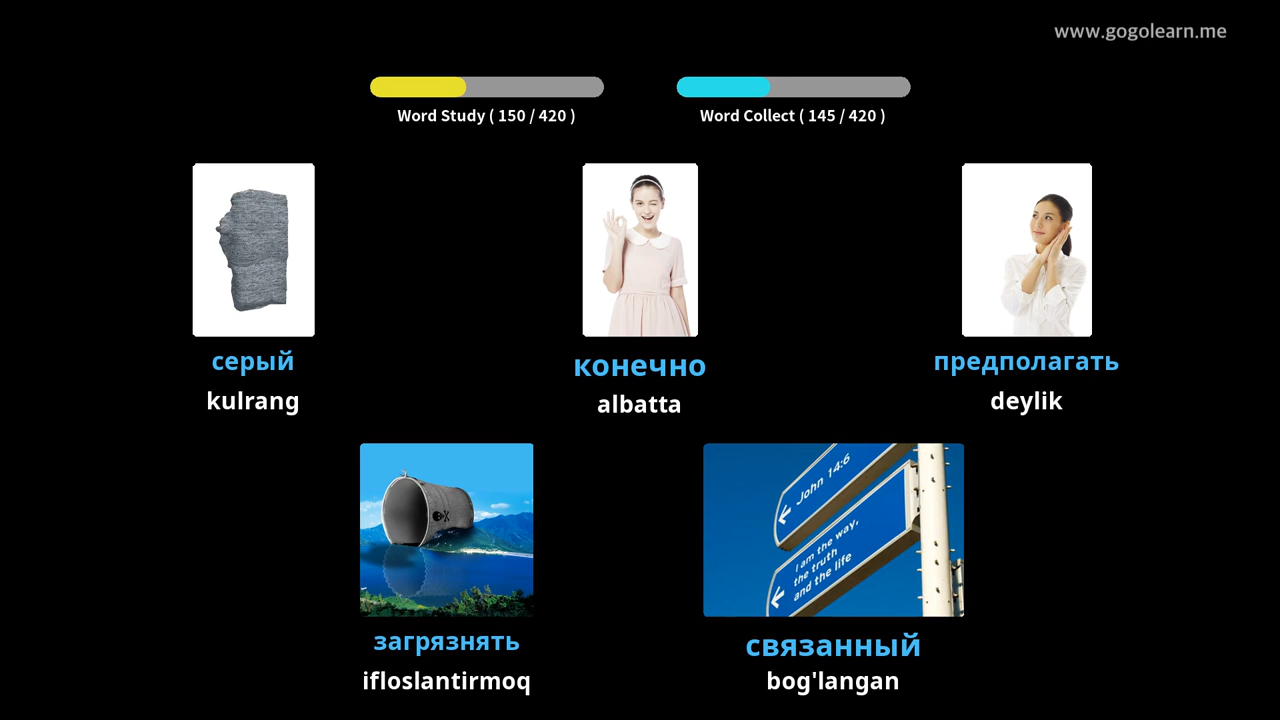 www.gogolearn.me
Word Study ( 150 / 420 )
Word Collect ( 145 / 420 )
серый
kulrang
конечно
albatta
предполагать
deylik
John 14:6
I am the way,
the truth
and the life
загрязнять
ifloslantirmoq
связанный
bog'langan